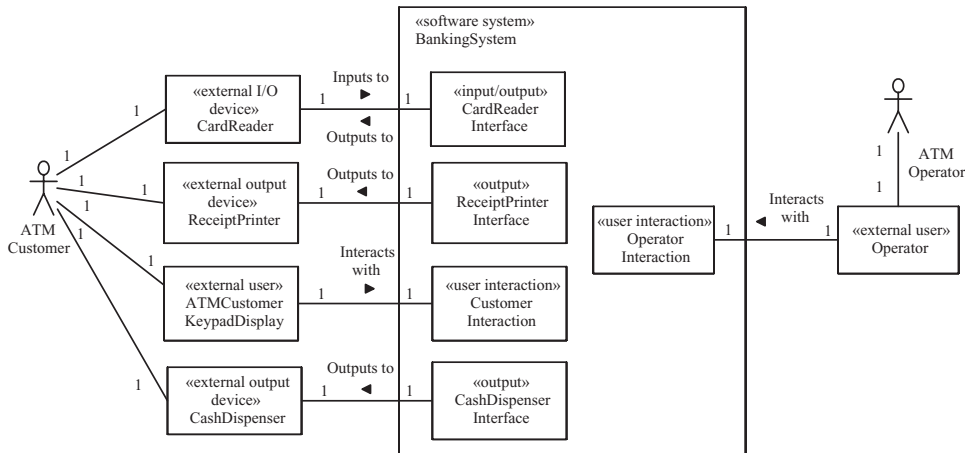 «software system»
BankingSystem
Inputs to
«external I/O
device»
CardReader
1
1
«input/output»
CardReader
Interface
1
1
Outputs to
ATM
Customer
1
«external output
device»
ReceiptPrinter
1
Outputs to
1
1
«output»
ReceiptPrinter
Interface
1
«external user»
ATMCustomer
KeypadDisplay
1
Interacts
with
1
1
«user interaction»
Customer
Interaction
1
«external output
device»
CashDispenser
1
Outputs to
1
1
«output»
CashDispenser
Interface
«user interaction»
Operator
Interaction
1
Interacts
with
1
«external user»
Operator
1
1
ATM
Operator